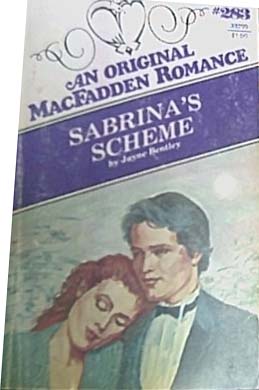 #283
AN ORIGINAL
MACFADDEN ROMANCE
SABRINA'S
SCHEME
by Jayne Bentley